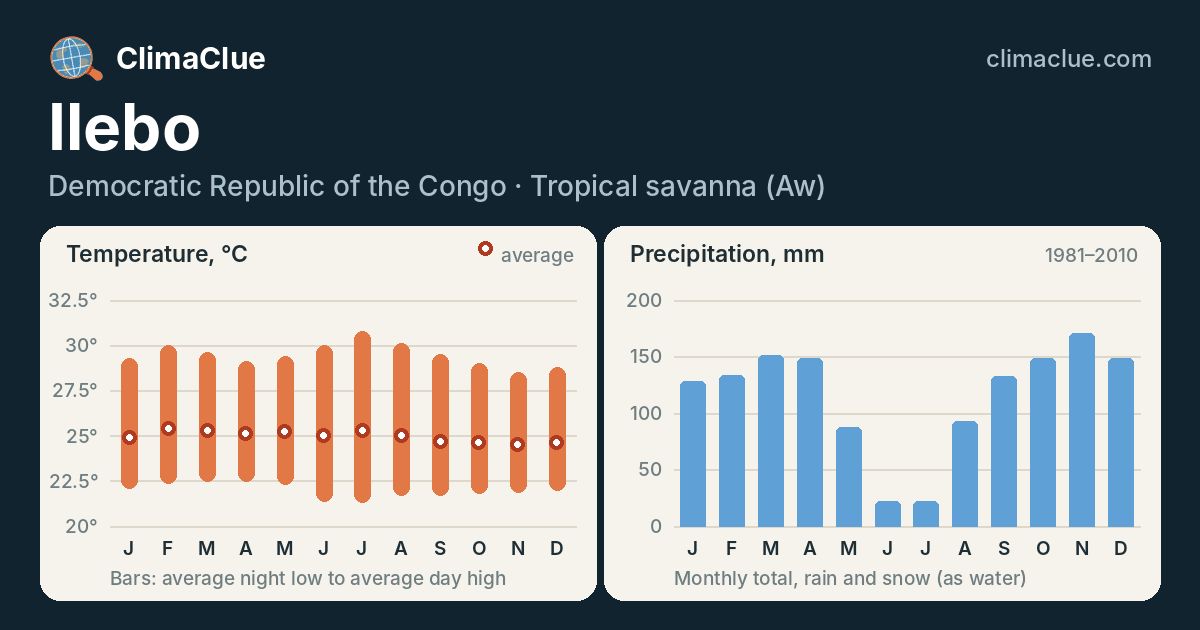 ClimaClue
climaclue.com
Ilebo
Democratic Republic of the Congo · Tropical savanna (Aw)
Temperature, °C
average
32.5°
30°
27.5°
25°
22.5°
20°
J F M A M J J A S O N D
Bars: average night low to average day high
Precipitation, mm
1981–2010
200
150
100
50
0
J F M A M J J A S O N D
Monthly total, rain and snow (as water)